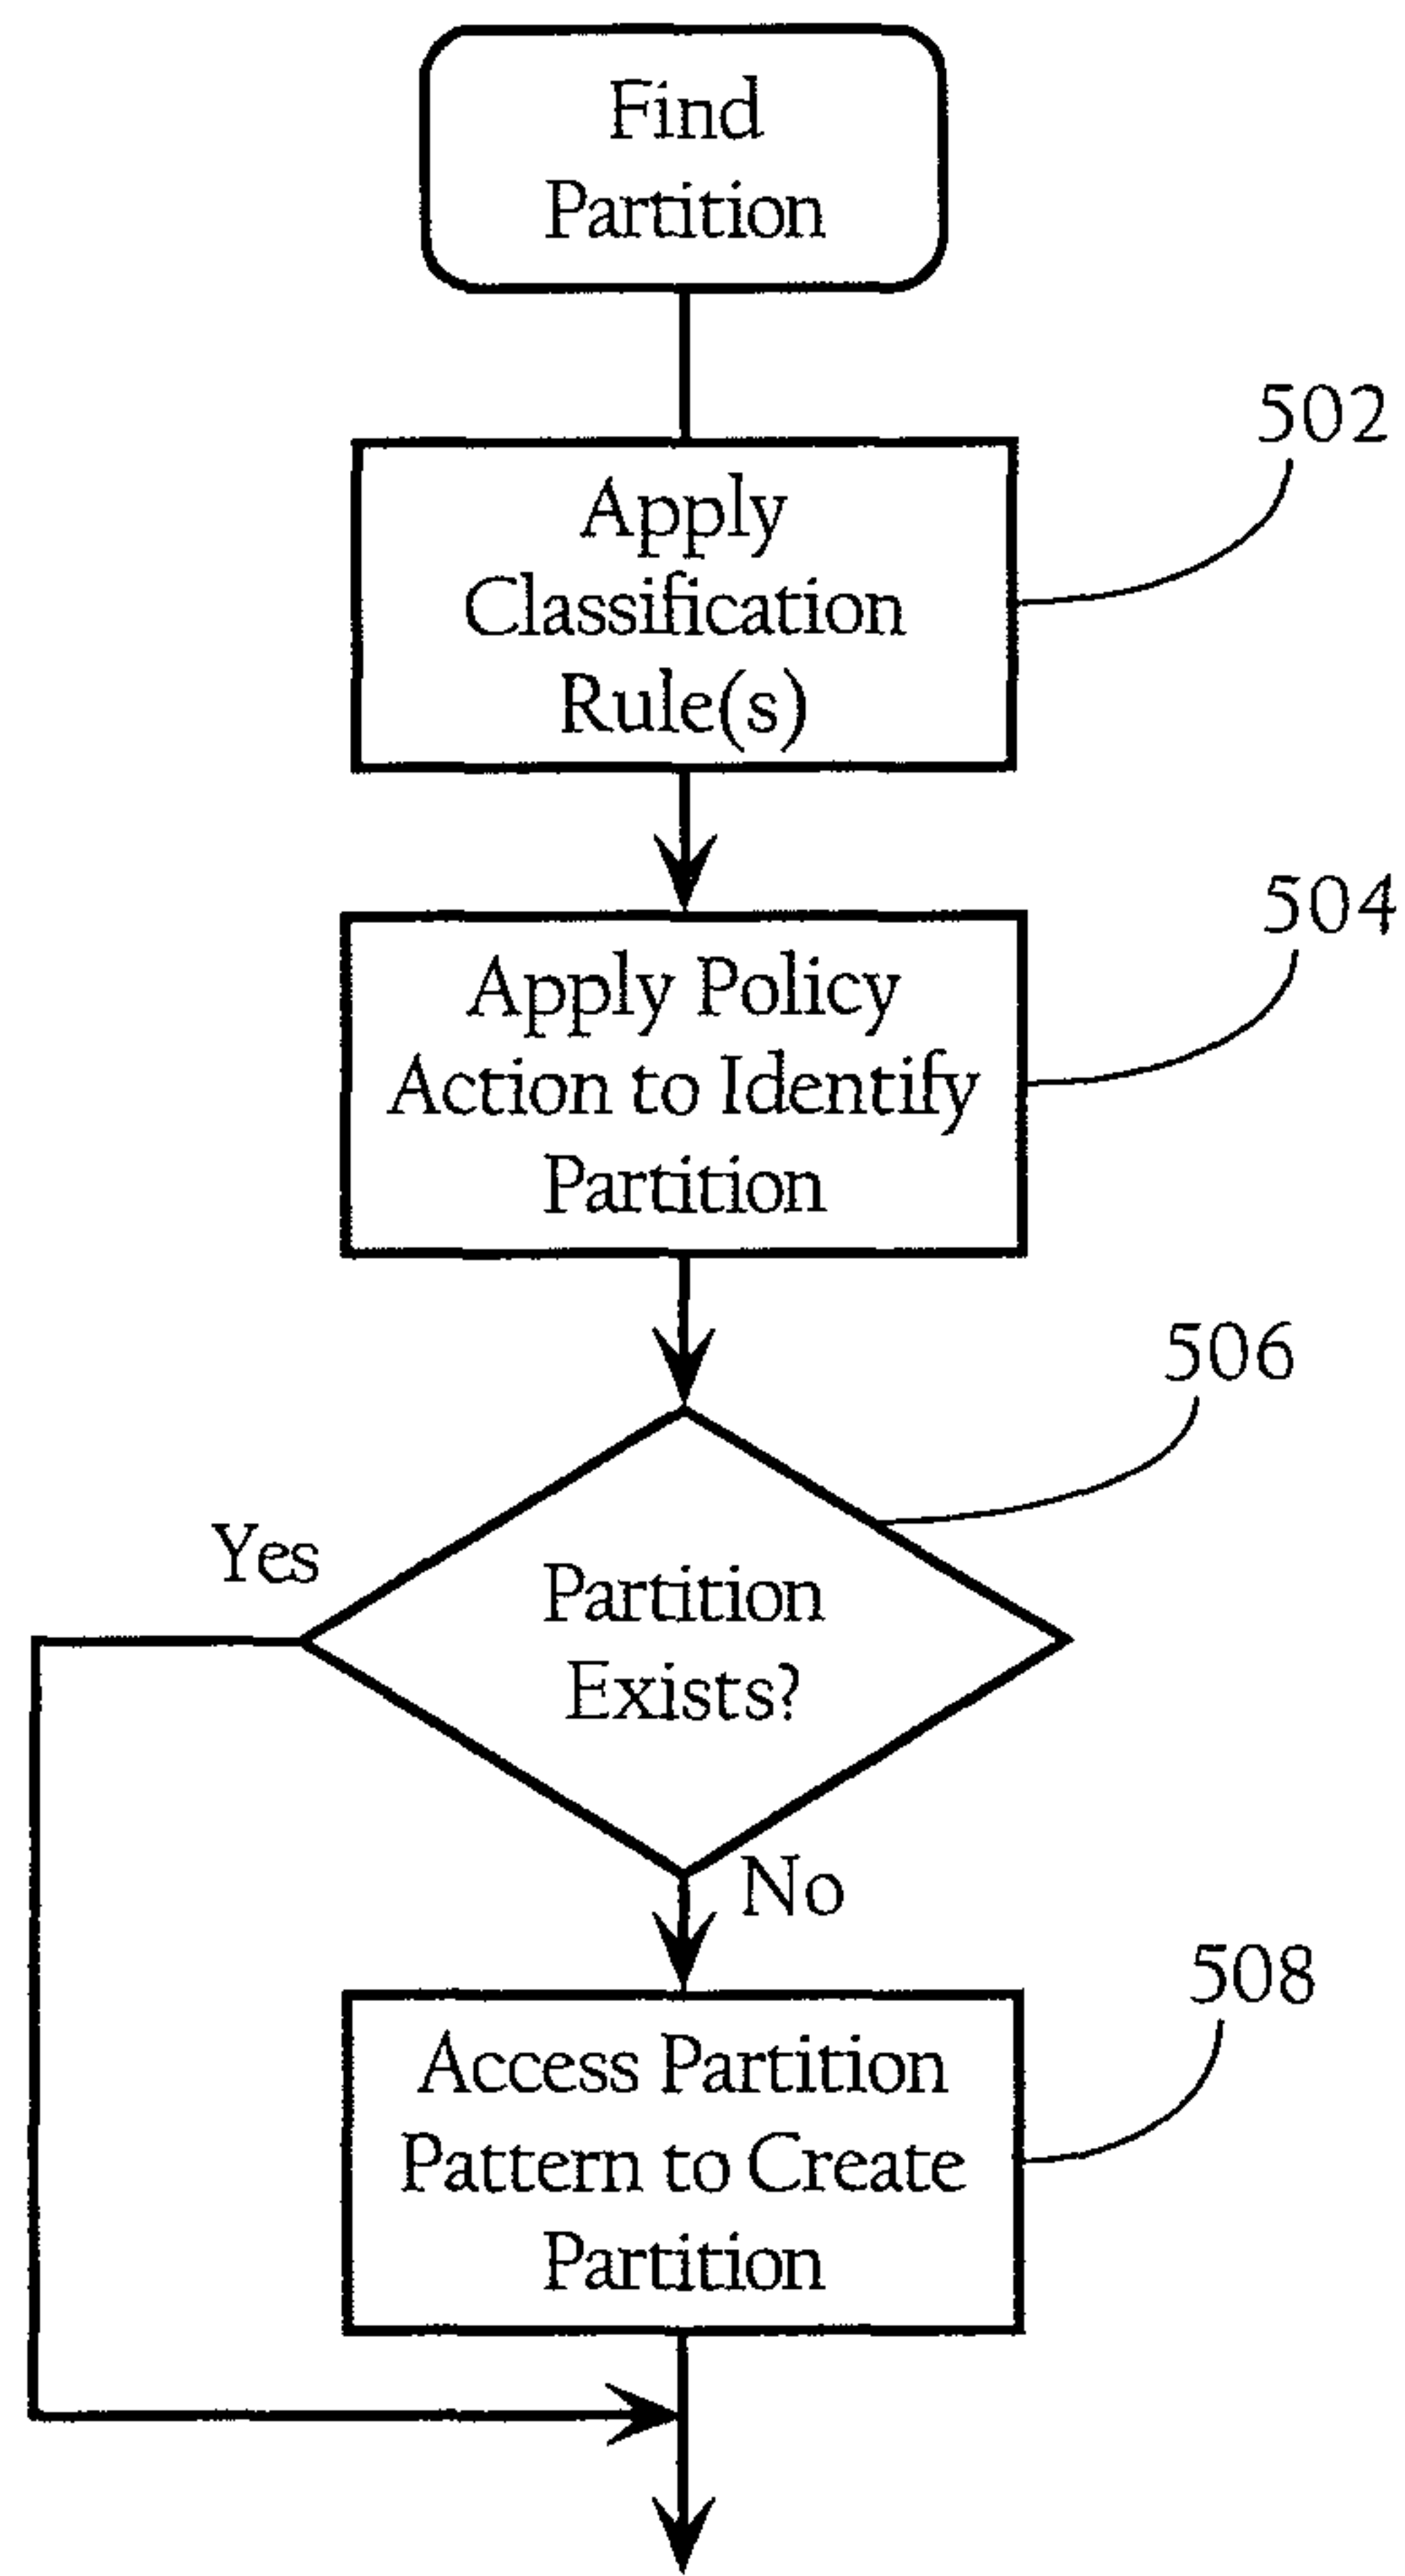 Find
Partition
502
Apply
Classification
Rule(s)
504
Apply Policy
Action to Identify
Partition
506
Yes
Partition
Exists?
No
508
Access Partition
Pattern to Create
Partition